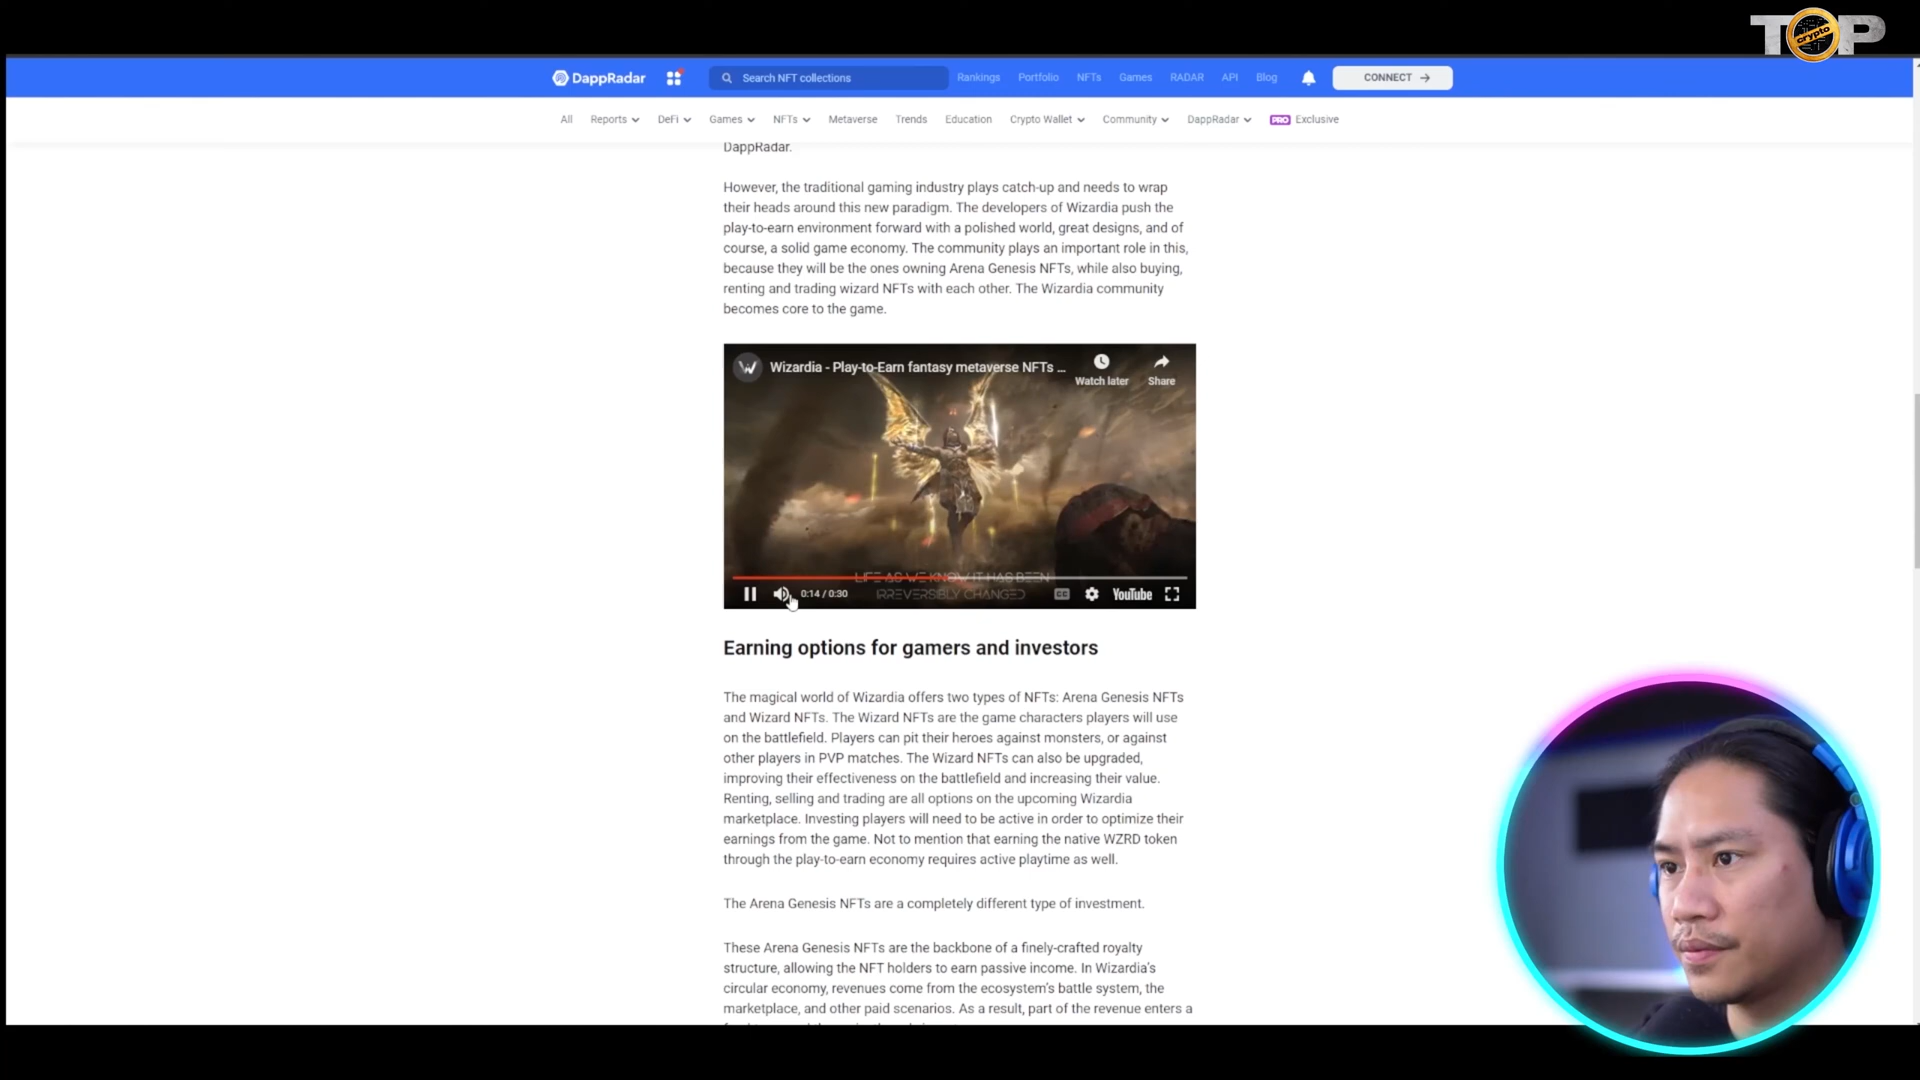 TOP
crypto
DappRadar
Search NFT collections
Rankings
Portfolio
NFTs
Games
RADAR
API
Blog
CONNECT →
All
Reports
DeFi
Games
NFTs
Metaverse
Trends
Education
Crypto Wallet
Community
DappRadar
PRO Exclusive
DappRadar.
However, the traditional gaming industry plays catch-up and needs to wrap
their heads around this new paradigm. The developers of Wizardia push the
play-to-earn environment forward with a polished world, great designs, and of
course, a solid game economy. The community plays an important role in this,
because they will be the ones owning Arena Genesis NFTs, while also buying,
renting and trading wizard NFTs with each other. The Wizardia community
becomes core to the game.
W
Wizardia - Play-to-Earn fantasy metaverse NFTs ...
Watch later
Share
LIFE AS WE KNOW IT HAS BEEN
IRREVERSIBLY CHANGED
0:14 / 0:30
CC
YouTube
Earning options for gamers and investors
The magical world of Wizardia offers two types of NFTs: Arena Genesis NFTs
and Wizard NFTs. The Wizard NFTs are the game characters players will use
on the battlefield. Players can pit their heroes against monsters, or against
other players in PVP matches. The Wizard NFTs can also be upgraded,
improving their effectiveness on the battlefield and increasing their value.
Renting, selling and trading are all options on the upcoming Wizardia
marketplace. Investing players will need to be active in order to optimize their
earnings from the game. Not to mention that earning the native WZRD token
through the play-to-earn economy requires active playtime as well.
The Arena Genesis NFTs are a completely different type of investment.
These Arena Genesis NFTs are the backbone of a finely-crafted royalty
structure, allowing the NFT holders to earn passive income. In Wizardia's
circular economy, revenues come from the ecosystem's battle system, the
marketplace, and other paid scenarios. As a result, part of the revenue enters a